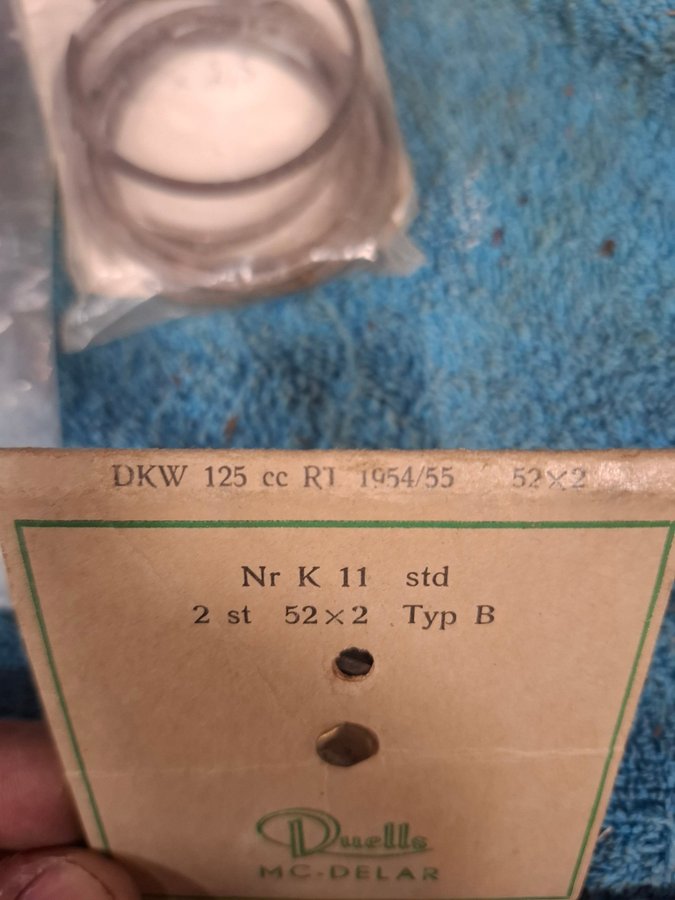 DKW 125 cc RT 1954/55 52×2
Nr K 11 std
2 st 52×2 Typ B
Duells
MC-DELAR